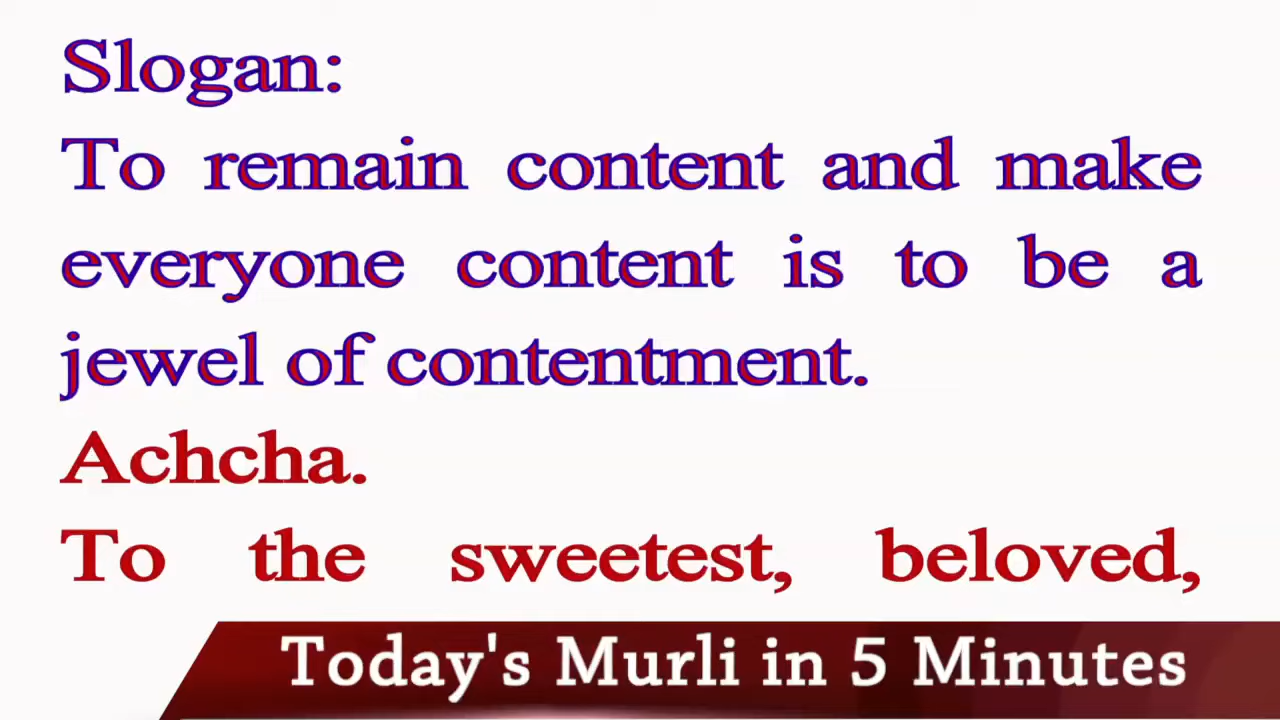 Slogan:
To remain content and make
everyone content is to be a
jewel of contentment.
Achcha.
To the sweetest, beloved,
Today's Murli in 5 Minutes